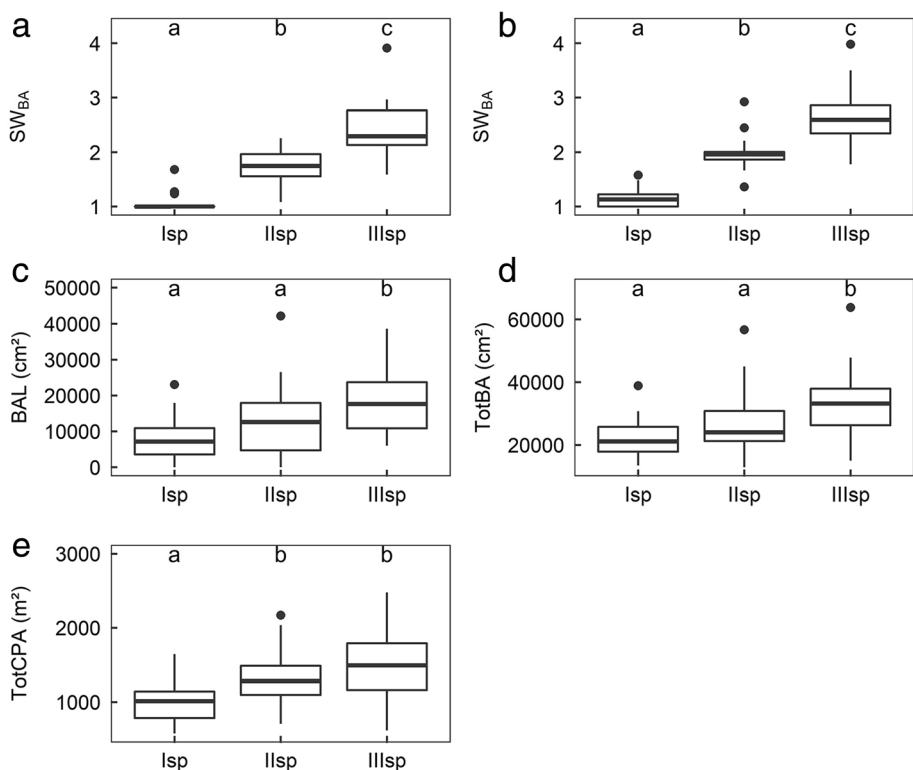 a
a b c
4
3
2
1
SW_BA
Isp IIsp IIIsp
b
a b c
4
3
2
1
SW_BA
Isp IIsp IIIsp
c
a a b
50000
40000
30000
20000
10000
0
BAL (cm²)
Isp IIsp IIIsp
d
a a b
60000
40000
20000
TotBA (cm²)
Isp IIsp IIIsp
e
a b b
3000
2000
1000
TotCPA (m²)
Isp IIsp IIIsp